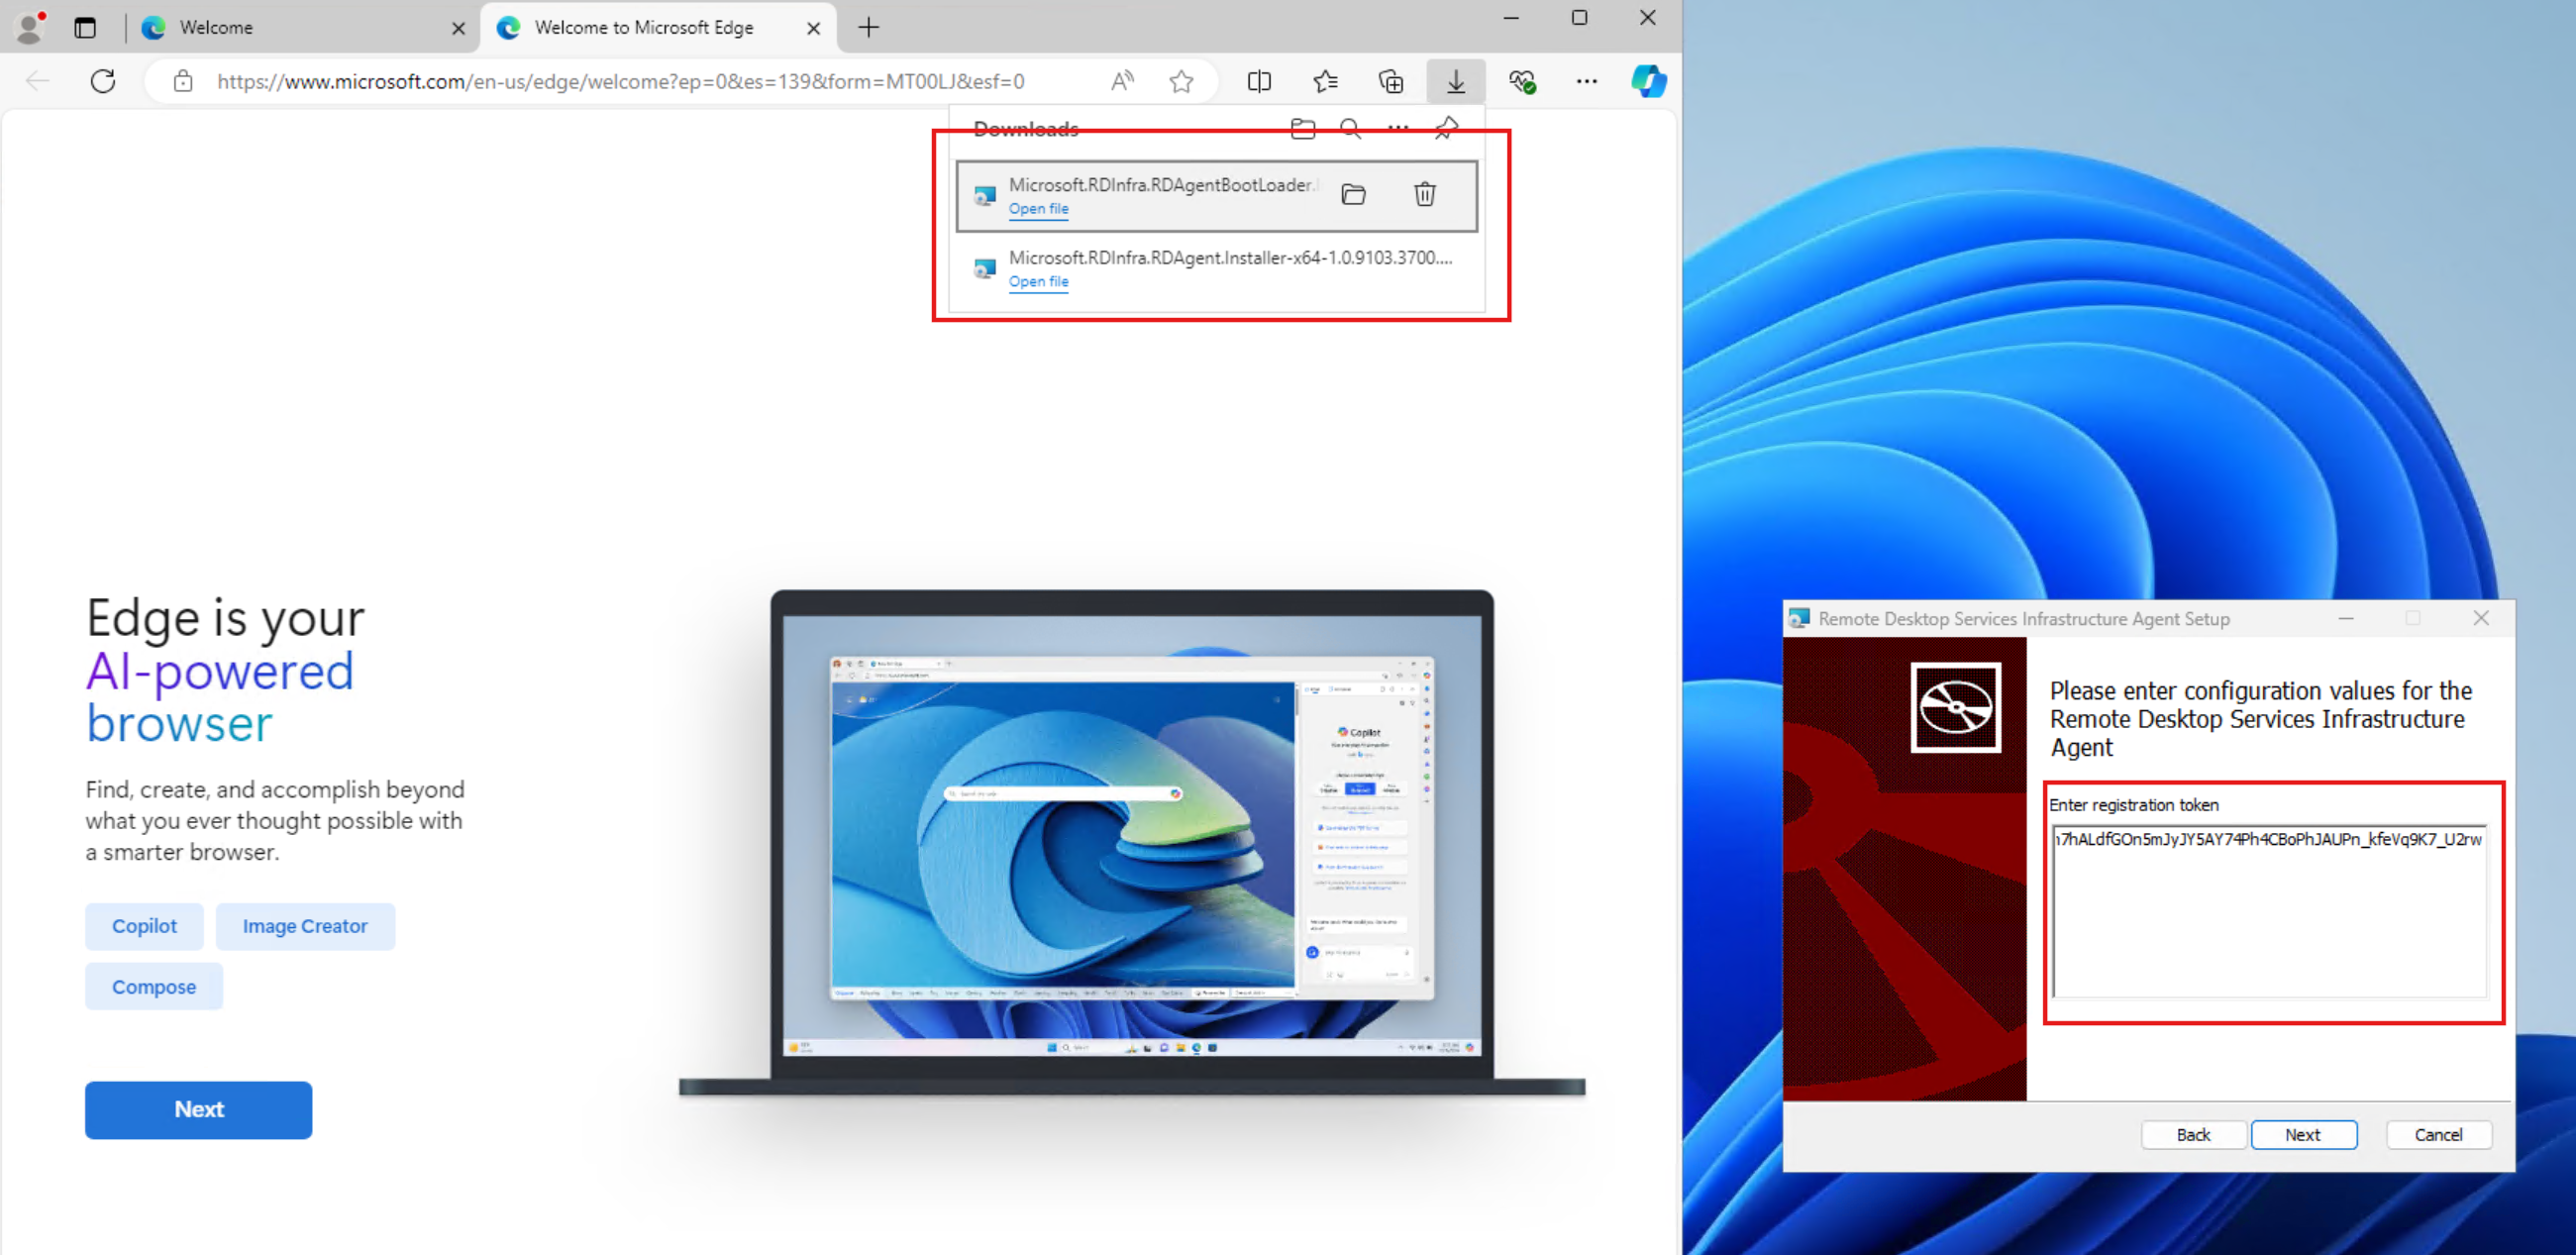 Welcome
Welcome to Microsoft Edge
https://www.microsoft.com/en-us/edge/welcome?ep=0&es=139&form=MT00LJ&esf=0
Downloads
Microsoft.RDInfra.RDAgentBootLoader.
Open file
Microsoft.RDInfra.RDAgent.Installer-x64-1.0.9103.3700....
Open file
Edge is your
AI-powered
browser
Find, create, and accomplish beyond
what you ever thought possible with
a smarter browser.
Copilot
Image Creator
Compose
Next
Copilot
Remote Desktop Services Infrastructure Agent Setup
Please enter configuration values for the
Remote Desktop Services Infrastructure
Agent
Enter registration token
17hALdfGOn5mJyJY5AY74Ph4CBoPhJAUPn_kfeVq9K7_U2rw
Back
Next
Cancel